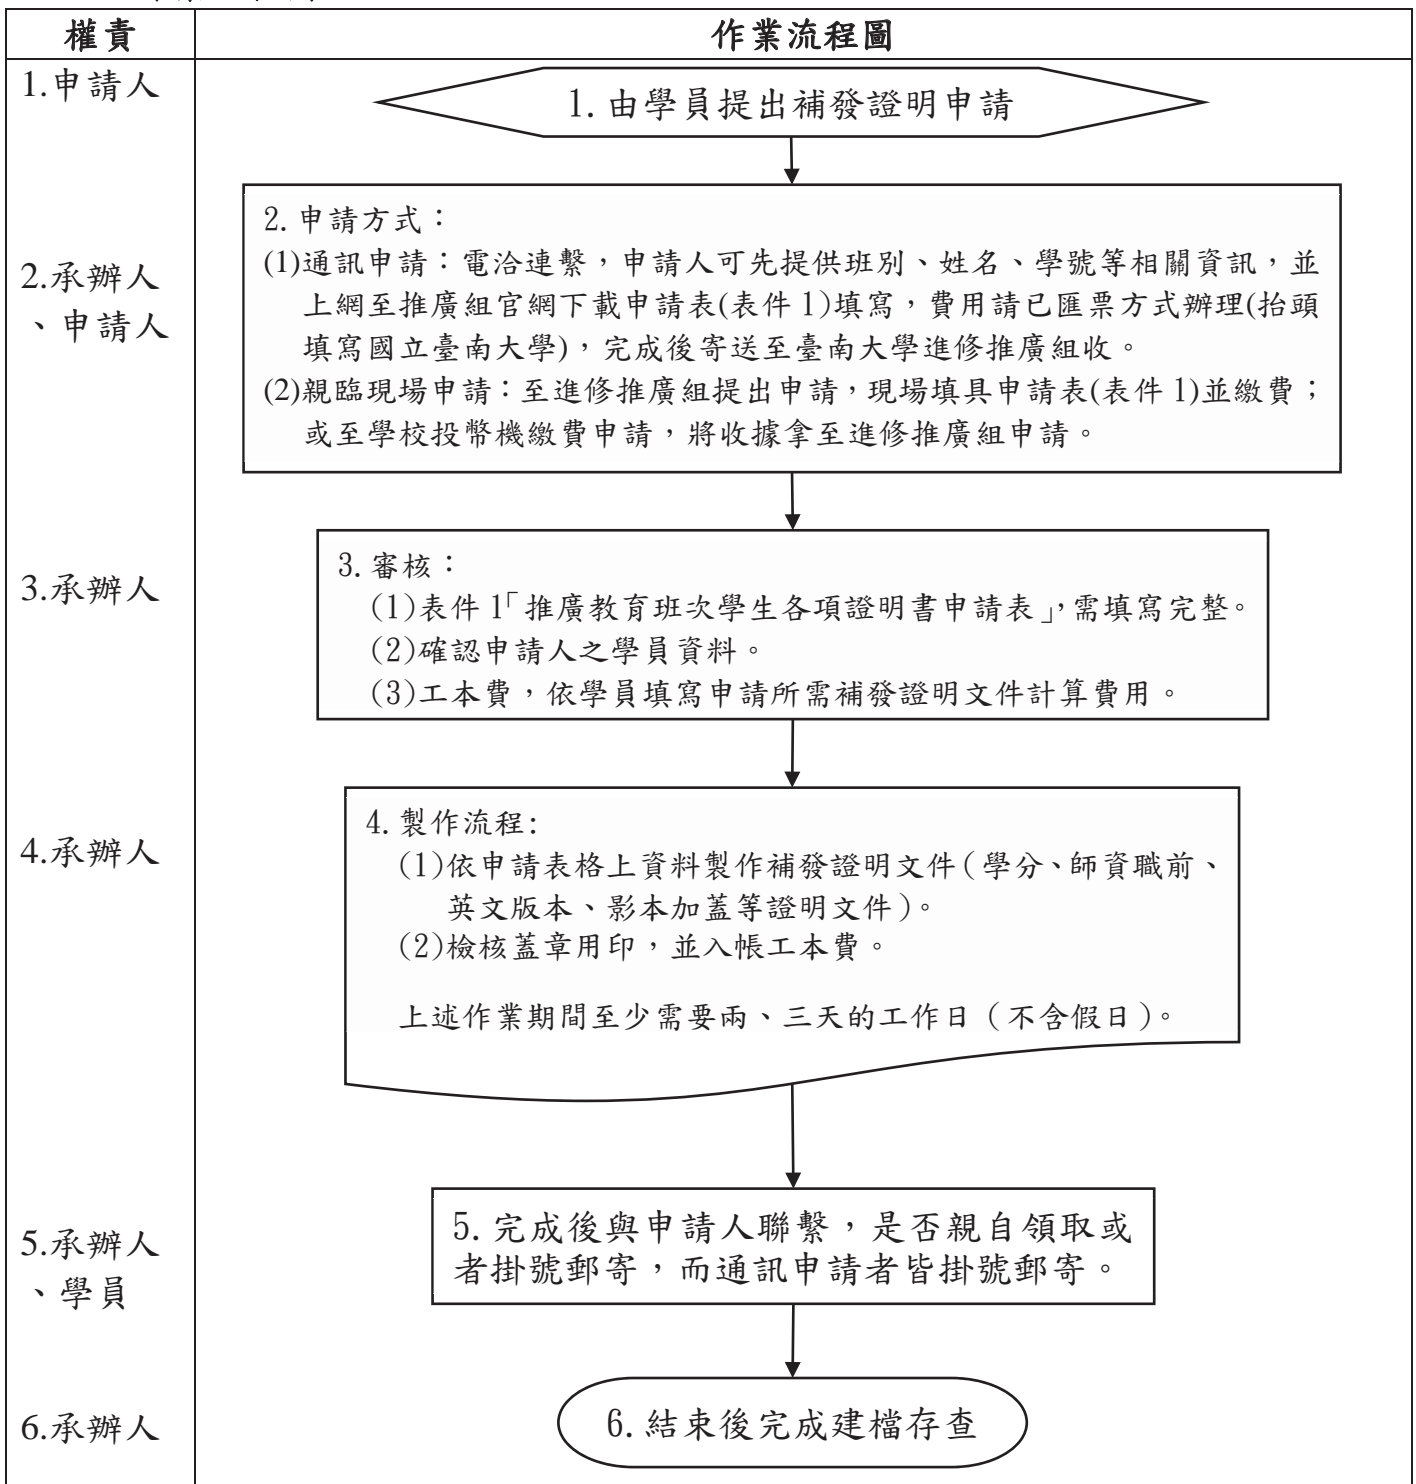 權責
作業流程圖
1.申請人
1.由學員提出補發證明申請
2.承辦人
、申請人
2.申請方式：
(1)通訊申請：電洽連繫，申請人可先提供班別、姓名、學號等相關資訊，並
上網至推廣組官網下載申請表(表件 1)填寫，費用請已匯票方式辦理(抬頭
填寫國立臺南大學)，完成後寄送至臺南大學進修推廣組收。
(2)親臨現場申請：至進修推廣組提出申請，現場填具申請表(表件 1)並繳費；
或至學校投幣機繳費申請，將收據拿至進修推廣組申請。
3.承辦人
3.審核：
(1)表件 1「推廣教育班次學生各項證明書申請表」，需填寫完整。
(2)確認申請人之學員資料。
(3)工本費，依學員填寫申請所需補發證明文件計算費用。
4.承辦人
4.製作流程:
(1)依申請表格上資料製作補發證明文件（學分、師資職前、
英文版本、影本加蓋等證明文件）。
(2)檢核蓋章用印，並入帳工本費。
上述作業期間至少需要兩、三天的工作日（不含假日）。
5.承辦人
、學員
5.完成後與申請人聯繫，是否親自領取或
者掛號郵寄，而通訊申請者皆掛號郵寄。
6.承辦人
6.結束後完成建檔存查